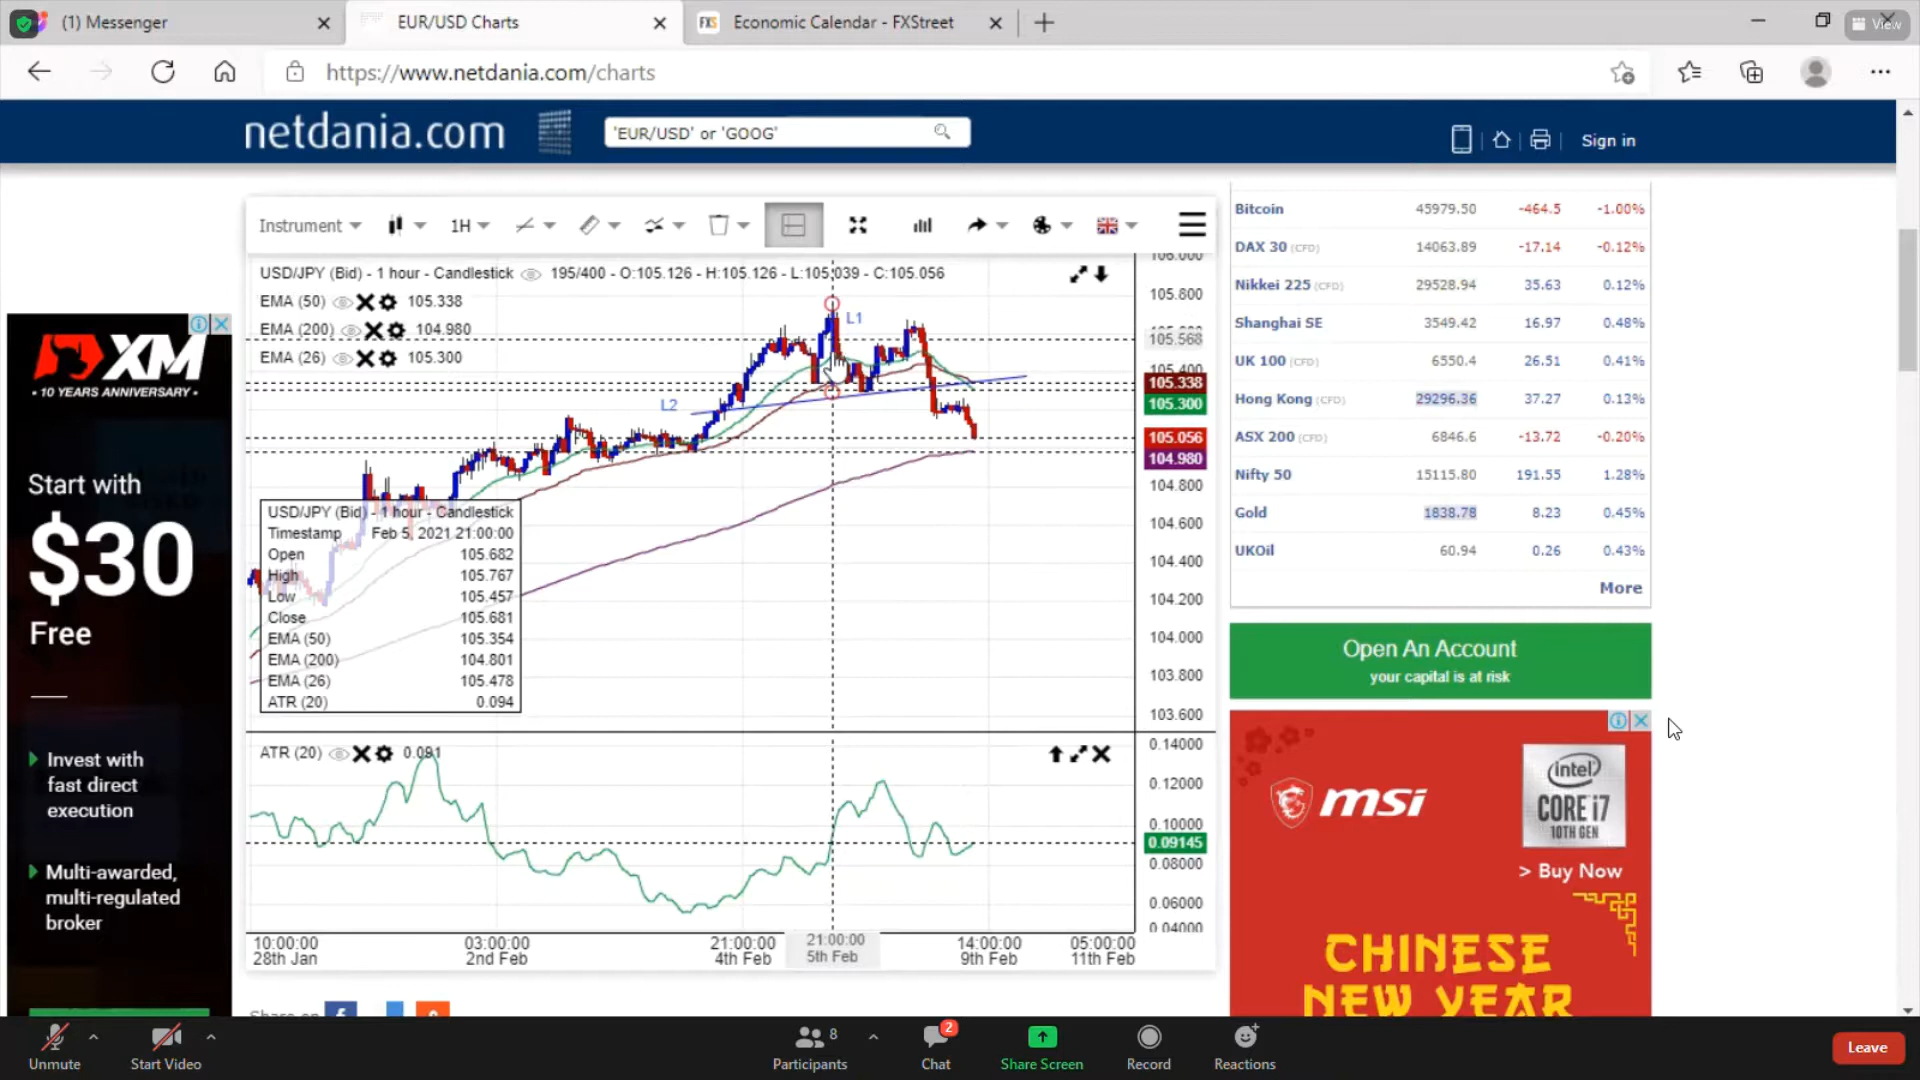 (1) Messenger
EUR/USD Charts
FXS Economic Calendar - FXStreet
View
https://www.netdania.com/charts
netdania.com
'EUR/USD' or 'GOOG'
Sign in
Instrument
1H
USD/JPY (Bid) - 1 hour - Candlestick 195/400 - O:105.126 - H:105.126 - L:105.039 - C:105.056
EMA (50) 105.338
EMA (200) 104.980
EMA (26) 105.300
L1
L2
106.000
105.800
105.568
105.400
105.338
105.300
105.056
104.980
104.800
104.600
104.400
104.200
104.000
103.800
103.600
USD/JPY (Bid) - 1 hour - Candlestick
Timestamp Feb 5, 2021 21:00:00
Open 105.682
High 105.767
Low 105.457
Close 105.681
EMA (50) 105.354
EMA (200) 104.801
EMA (26) 105.478
ATR (20) 0.094
ATR (20) 0.091
0.14000
0.12000
0.10000
0.09145
0.08000
0.06000
0.04000
10:00:00 03:00:00 21:00:00 21:00:00 14:00:00 05:00:00
28th Jan 2nd Feb 4th Feb 5th Feb 9th Feb 11th Feb
Share on
Bitcoin 45979.50 -464.5 -1.00%
DAX 30 (CFD) 14063.89 -17.14 -0.12%
Nikkei 225 (CFD) 29528.94 35.63 0.12%
Shanghai SE 3549.42 16.97 0.48%
UK 100 (CFD) 6550.4 26.51 0.41%
Hong Kong (CFD) 29296.36 37.27 0.13%
ASX 200 (CFD) 6846.6 -13.72 -0.20%
Nifty 50 15115.80 191.55 1.28%
Gold 1838.78 8.23 0.45%
UKOil 60.94 0.26 0.43%
More
Open An Account
your capital is at risk
XM
• 10 YEARS ANNIVERSARY •
Start with
$30
Free
Invest with
fast direct
execution
Multi-awarded,
multi-regulated
broker
msi
intel
CORE i7
10TH GEN
> Buy Now
CHINESE
NEW YEAR
Unmute
Start Video
8
Participants
2
Chat
Share Screen
Record
Reactions
Leave